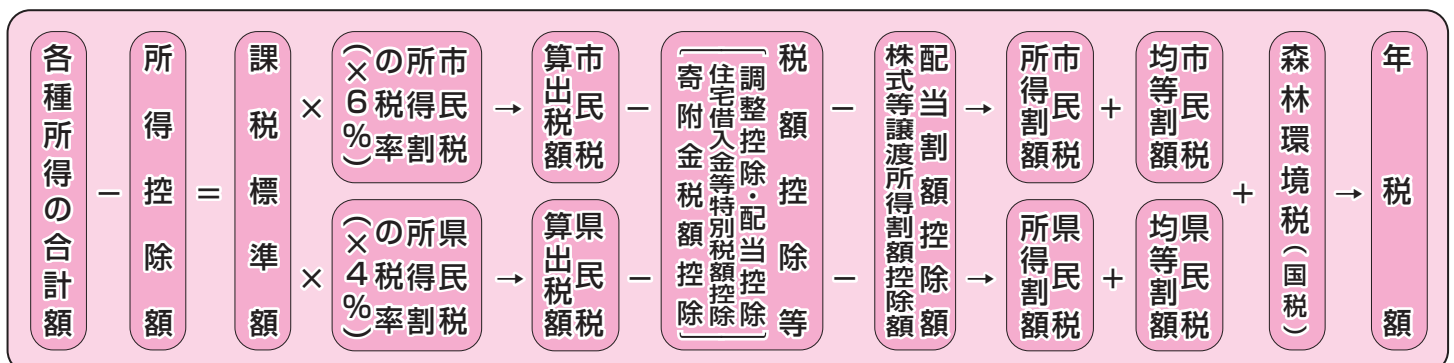 各種所得の合計額
−
所得控除額
=
課税標準額
×
市民税
所得割
の税率
(×6%)
→
市民税
算出税額
−
×
県民税
所得割
の税率
(×4%)
→
県民税
算出税額
−
税額控除等
調整控除・配当控除
住宅借入金等特別税額控除
寄附金税額控除
−
−
配当割額控除額
株式等譲渡所得割額控除額
→
市民税
所得割額
+
市民税
均等割額
→
県民税
所得割額
+
県民税
均等割額
+
森林環境税(国税)
→
年税額